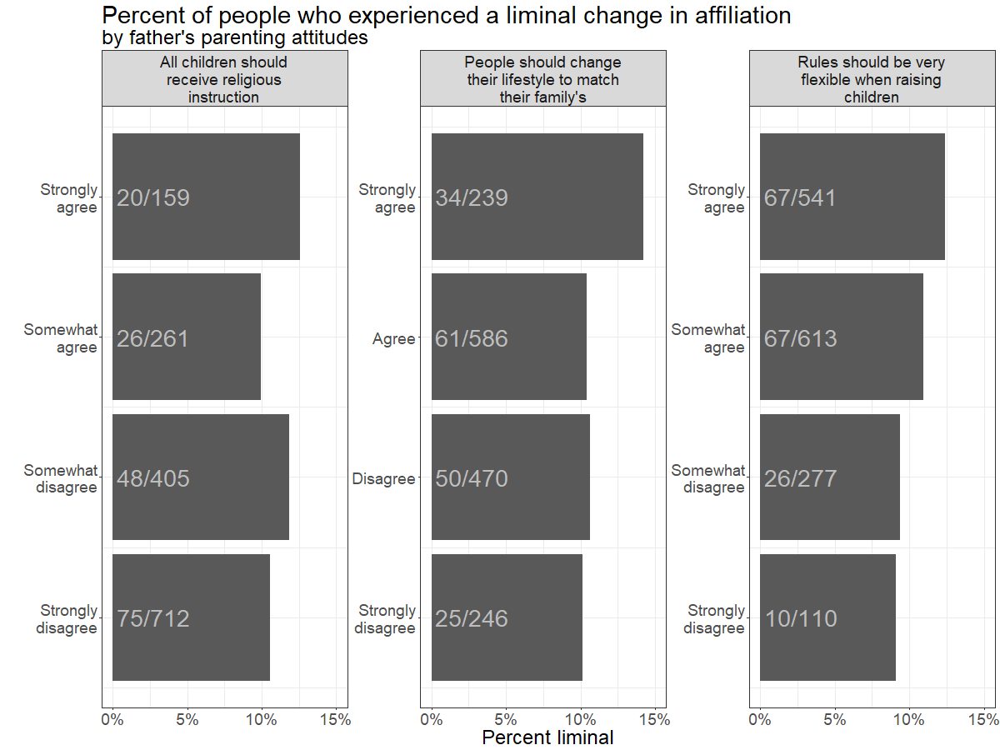 Percent of people who experienced a liminal change in affiliation
by father's parenting attitudes
All children should
receive religious
instruction
Strongly
agree
20/159
Somewhat
agree
26/261
Somewhat
disagree
48/405
Strongly
disagree
75/712
0% 5% 10% 15%
People should change
their lifestyle to match
their family's
Strongly
agree
34/239
Agree
61/586
Disagree
50/470
Strongly
disagree
25/246
0% 5% 10% 15%
Rules should be very
flexible when raising
children
Strongly
agree
67/541
Somewhat
agree
67/613
Somewhat
disagree
26/277
Strongly
disagree
10/110
0% 5% 10% 15%
Percent liminal